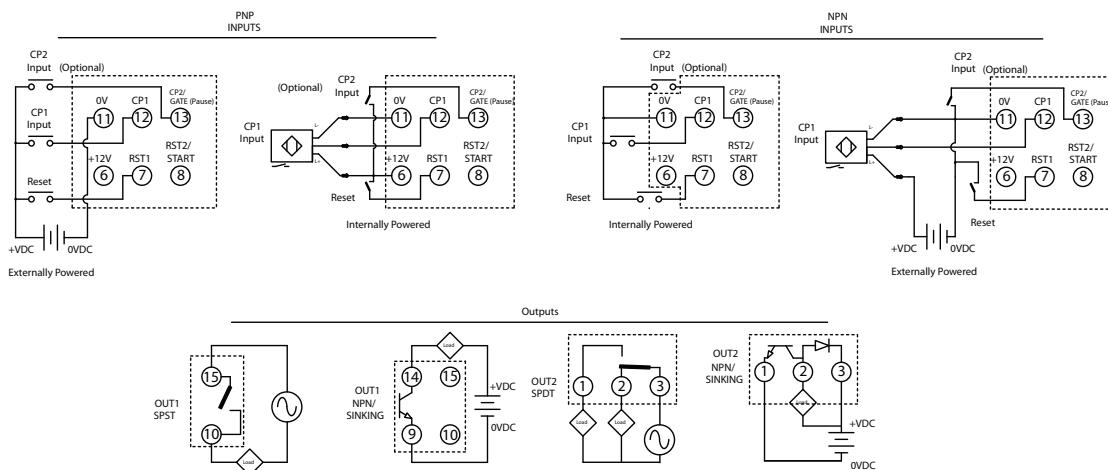 PNP
INPUTS
CP2
Input
(Optional)
0V
CP1
CP2/
GATE (Pause)
11
12
13
CP1
Input
+12V
RST1
RST2/
START
6
7
8
Reset
+VDC
0VDC
Externally Powered
(Optional)
CP2
Input
0V
CP1
CP2/
GATE (Pause)
11
12
13
CP1
Input
L-
L+
+12V
RST1
RST2/
START
6
7
8
Reset
Internally Powered
NPN
INPUTS
CP2
Input
(Optional)
0V
CP1
CP2/
GATE (Pause)
11
12
13
CP1
Input
+12V
RST1
RST2/
START
6
7
8
Reset
Internally Powered
CP2
Input
(Optional)
0V
CP1
CP2/
GATE (Pause)
11
12
13
CP1
Input
L-
L+
+12V
RST1
RST2/
START
6
7
8
Reset
+VDC
0VDC
Externally Powered
Outputs
15
OUT1
SPST
10
Load
Load
14
15
OUT1
NPN/
SINKING
9
10
+VDC
0VDC
OUT2
SPDT
1
2
3
Load
Load
OUT2
NPN/
SINKING
1
2
3
Load
+VDC
0VDC